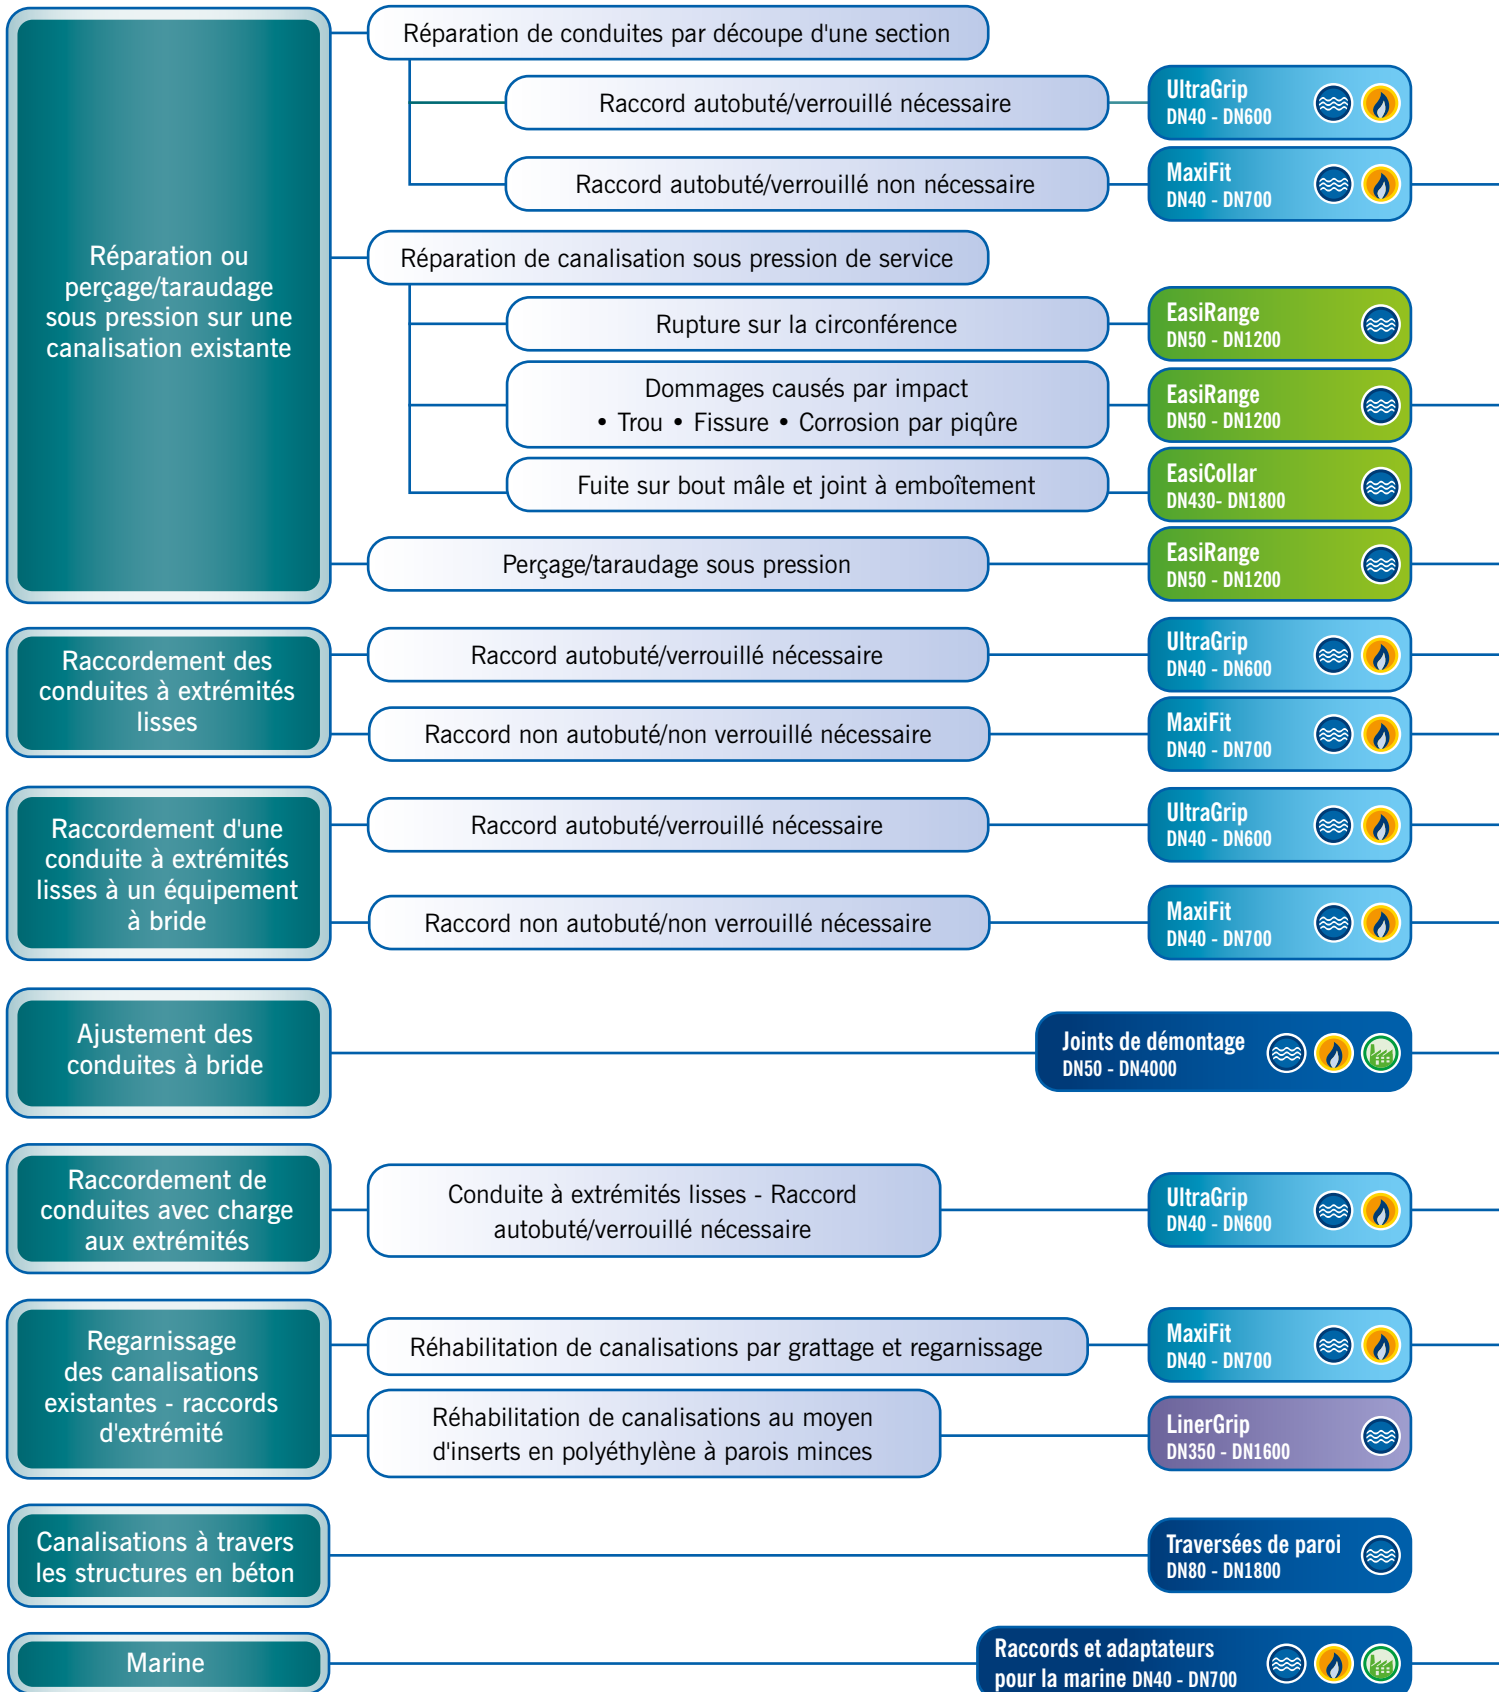 Réparation ou
perçage/taraudage
sous pression sur une
canalisation existante
Réparation de conduites par découpe d'une section
Raccord autobuté/verrouillé nécessaire
UltraGrip
DN40 - DN600
Raccord autobuté/verrouillé non nécessaire
MaxiFit
DN40 - DN700
Réparation de canalisation sous pression de service
Rupture sur la circonférence
EasiRange
DN50 - DN1200
Dommages causés par impact
• Trou • Fissure • Corrosion par piqûre
EasiRange
DN50 - DN1200
Fuite sur bout mâle et joint à emboîtement
EasiCollar
DN430- DN1800
Perçage/taraudage sous pression
EasiRange
DN50 - DN1200
Raccordement des
conduites à extrémités
lisses
Raccord autobuté/verrouillé nécessaire
UltraGrip
DN40 - DN600
Raccord non autobuté/non verrouillé nécessaire
MaxiFit
DN40 - DN700
Raccordement d'une
conduite à extrémités
lisses à un équipement
à bride
Raccord autobuté/verrouillé nécessaire
UltraGrip
DN40 - DN600
Raccord non autobuté/non verrouillé nécessaire
MaxiFit
DN40 - DN700
Ajustement des
conduites à bride
Joints de démontage
DN50 - DN4000
Raccordement de
conduites avec charge
aux extrémités
Conduite à extrémités lisses - Raccord
autobuté/verrouillé nécessaire
UltraGrip
DN40 - DN600
Regarnissage
des canalisations
existantes - raccords
d'extrémité
Réhabilitation de canalisations par grattage et regarnissage
MaxiFit
DN40 - DN700
Réhabilitation de canalisations au moyen
d'inserts en polyéthylène à parois minces
LinerGrip
DN350 - DN1600
Canalisations à travers
les structures en béton
Traversées de paroi
DN80 - DN1800
Marine
Raccords et adaptateurs
pour la marine DN40 - DN700